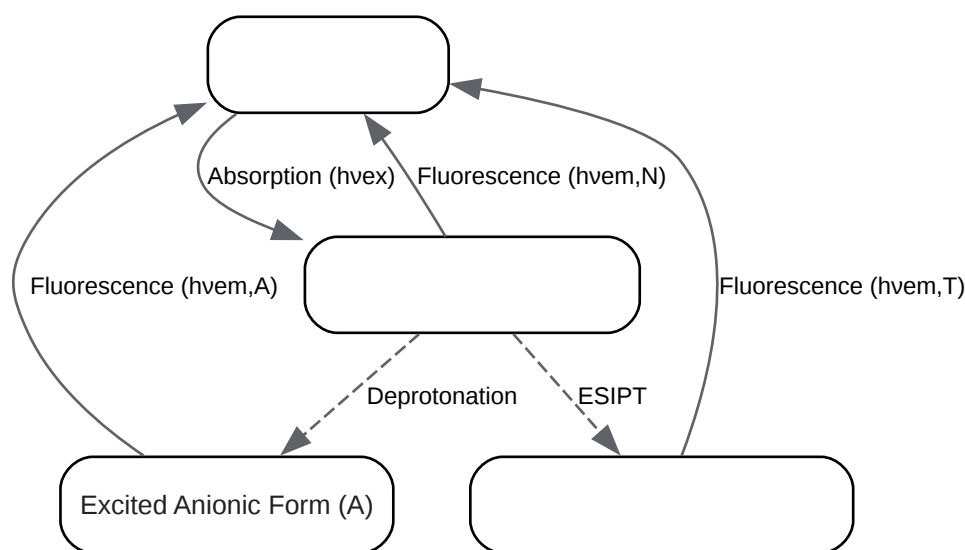 Absorption (hνex)
Fluorescence (hνem,N)
Fluorescence (hνem,A)
Fluorescence (hνem,T)
Deprotonation
ESIPT
Excited Anionic Form (A)